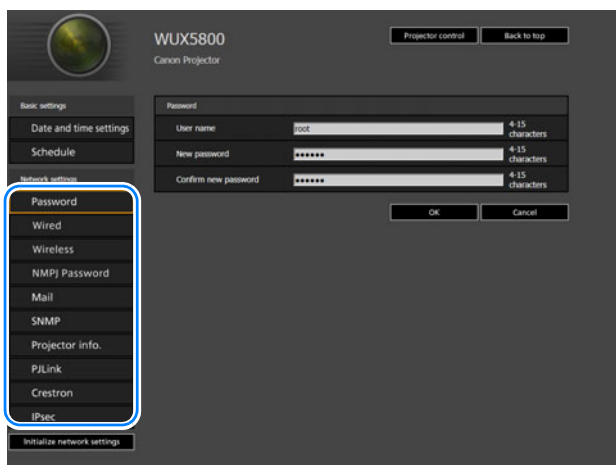 WUX5800
Canon Projector
Projector control
Back to top
Basic settings
Date and time settings
Schedule
Network settings
Password
Wired
Wireless
NMPJ Password
Mail
SNMP
Projector info.
PJLink
Crestron
IPsec
Initialize network settings
Password
User name
root
4-15
characters
New password
••••••
4-15
characters
Confirm new password
••••••
4-15
characters
OK
Cancel